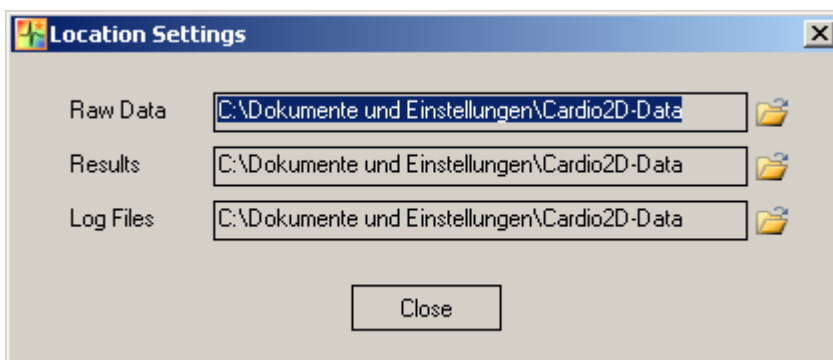 Location Settings
Raw Data C:\Dokumente und Einstellungen\Cardio2D-Data
Results C:\Dokumente und Einstellungen\Cardio2D-Data
Log Files C:\Dokumente und Einstellungen\Cardio2D-Data
Close